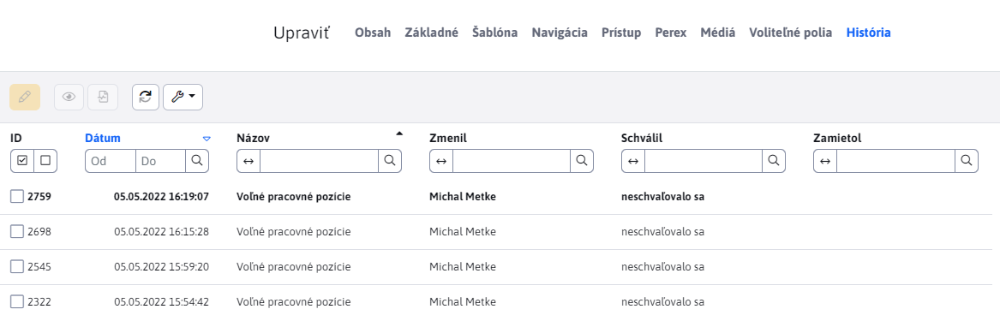 Upraviť Obsah Základné Šablóna Navigácia Prístup Perex Médiá Voliteľné polia História
ID Dátum Názov Zmenil Schválil Zamietol
Od Do
2759 05.05.2022 16:19:07 Voľné pracovné pozície Michal Metke neschvaľovalo sa
2698 05.05.2022 16:15:28 Voľné pracovné pozície Michal Metke neschvaľovalo sa
2545 05.05.2022 15:59:20 Voľné pracovné pozície Michal Metke neschvaľovalo sa
2322 05.05.2022 15:54:42 Voľné pracovné pozície Michal Metke neschvaľovalo sa